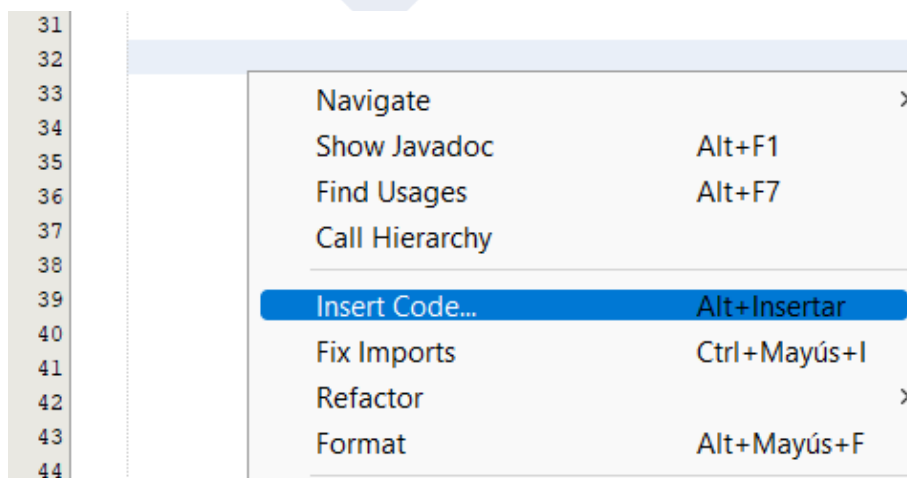 31
32
33
34
35
36
37
38
39
40
41
42
43
44
Navigate
Show Javadoc Alt+F1
Find Usages Alt+F7
Call Hierarchy
Insert Code... Alt+Insertar
Fix Imports Ctrl+Mayús+I
Refactor
Format Alt+Mayús+F